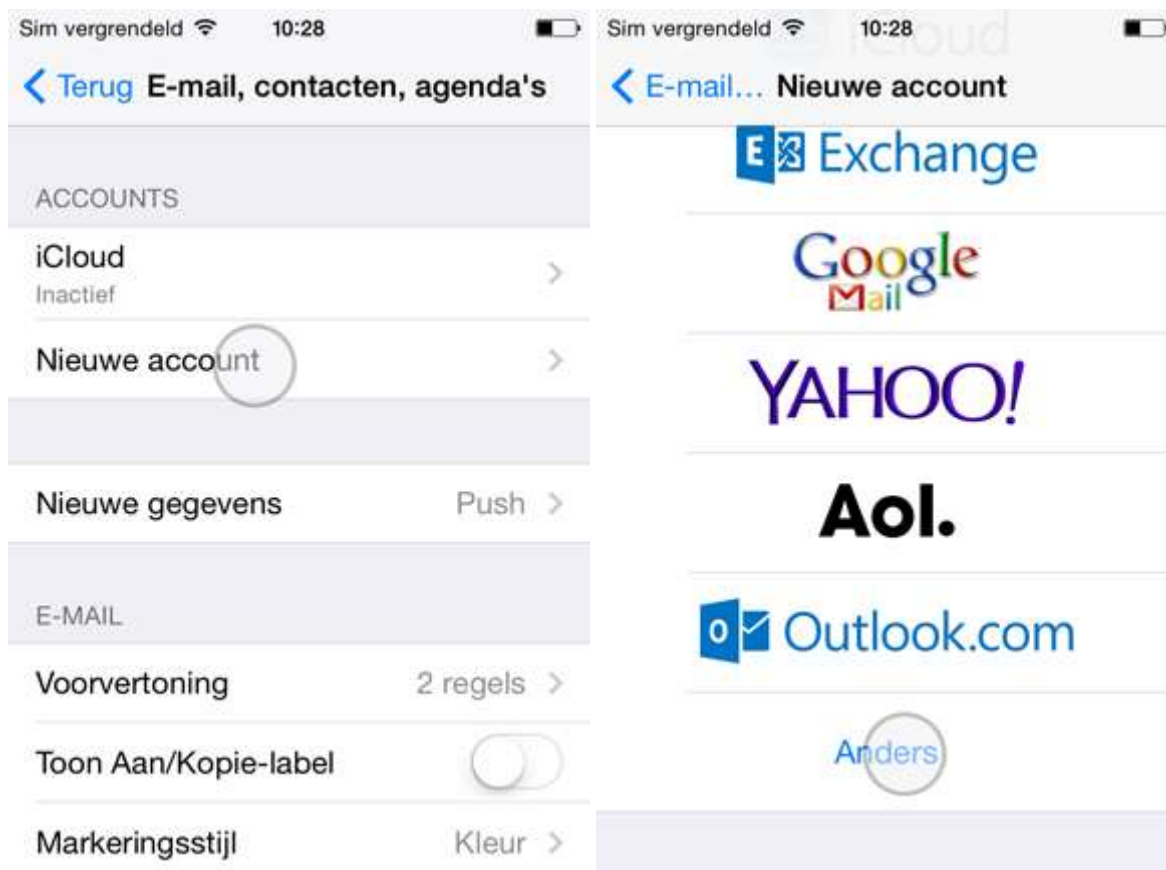 Sim vergrendeld 10:28
Terug E-mail, contacten, agenda's
ACCOUNTS
iCloud
Inactief
Nieuwe account
Nieuwe gegevens Push
E-MAIL
Voorvertoning 2 regels
Toon Aan/Kopie-label
Markeringsstijl Kleur
Sim vergrendeld 10:28
iCloud
E-mail... Nieuwe account
E Exchange
Google
Mail
YAHOO!
Aol.
O Outlook.com
Anders